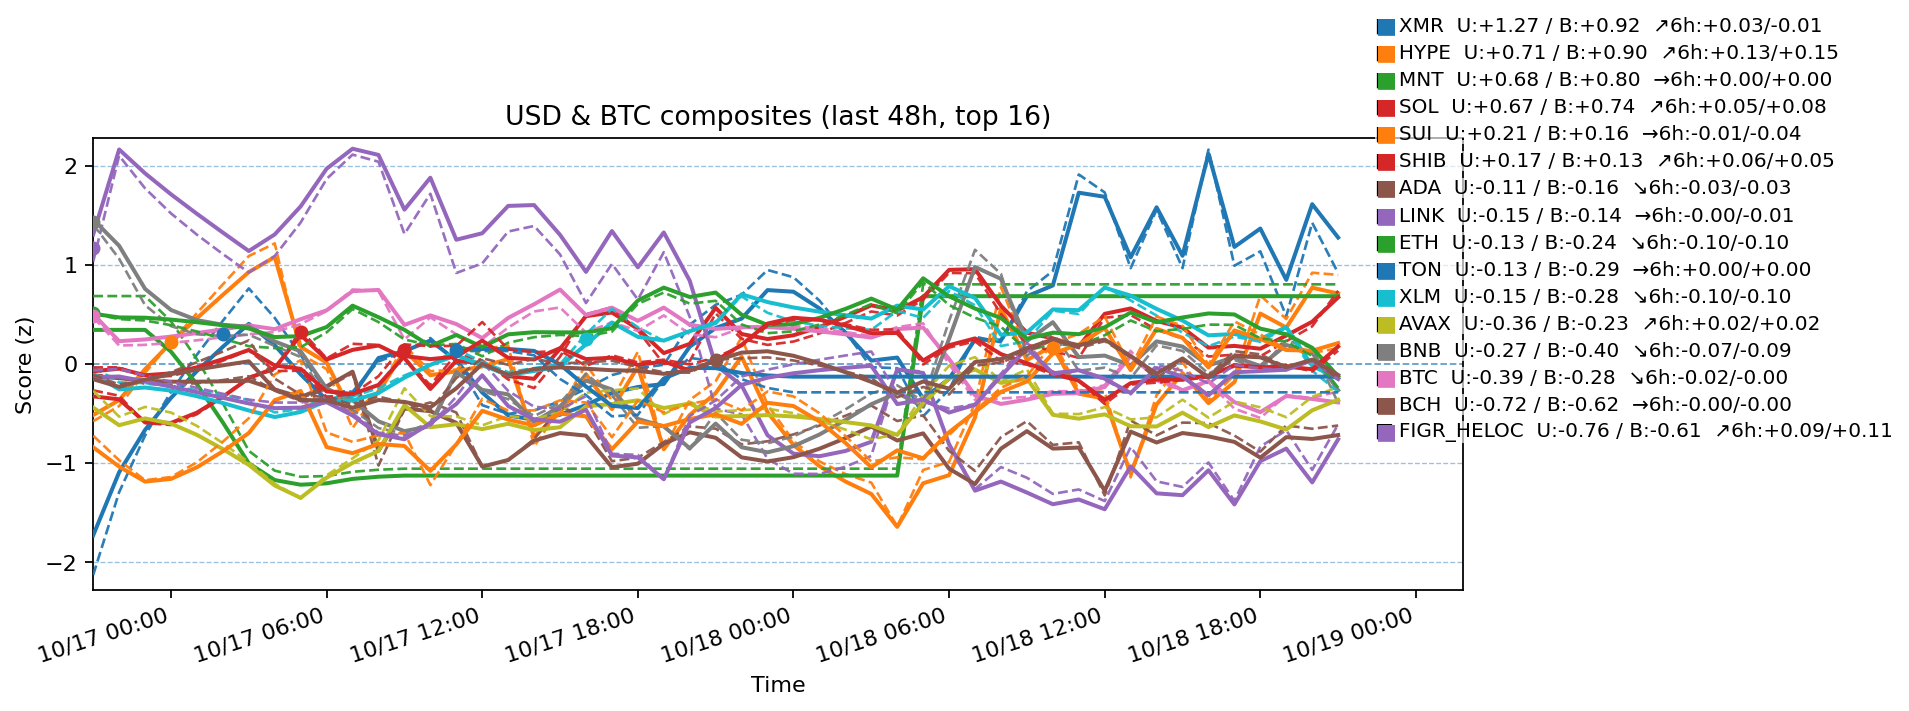 XMR U:+1.27 / B:+0.92 ↗6h:+0.03/-0.01
HYPE U:+0.71 / B:+0.90 ↗6h:+0.13/+0.15
MNT U:+0.68 / B:+0.80 →6h:+0.00/+0.00
SOL U:+0.67 / B:+0.74 ↗6h:+0.05/+0.08
USD & BTC composites (last 48h, top 16)
SUI U:+0.21 / B:+0.16 →6h:-0.01/-0.04
SHIB U:+0.17 / B:+0.13 ↗6h:+0.06/+0.05
ADA U:-0.11 / B:-0.16 ↘6h:-0.03/-0.03
LINK U:-0.15 / B:-0.14 →6h:-0.00/-0.01
ETH U:-0.13 / B:-0.24 ↘6h:-0.10/-0.10
TON U:-0.13 / B:-0.29 →6h:+0.00/+0.00
XLM U:-0.15 / B:-0.28 ↘6h:-0.10/-0.10
AVAX U:-0.36 / B:-0.23 ↗6h:+0.02/+0.02
BNB U:-0.27 / B:-0.40 ↘6h:-0.07/-0.09
BTC U:-0.39 / B:-0.28 ↘6h:-0.02/-0.00
BCH U:-0.72 / B:-0.62 →6h:-0.00/-0.00
FIGR_HELOC U:-0.76 / B:-0.61 ↗6h:+0.09/+0.11
Score (z)
2
1
0
−1
−2
10/17 00:00
10/17 06:00
10/17 12:00
10/17 18:00
10/18 00:00
10/18 06:00
10/18 12:00
10/18 18:00
10/19 00:00
Time